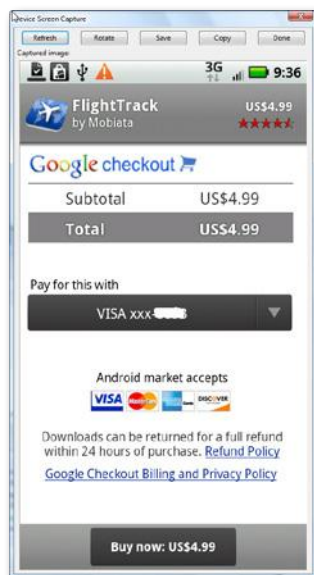 Device Screen Capture
Refresh Rotate Save Copy Done
Captured image:
3G 9:36
FlightTrack US$4.99
by Mobiata
Google checkout
Subtotal US$4.99
Total US$4.99
Pay for this with
VISA xxx-
Android market accepts
VISA MasterCard DISCOVER
Downloads can be returned for a full refund
within 24 hours of purchase. Refund Policy
Google Checkout Billing and Privacy Policy
Buy now: US$4.99